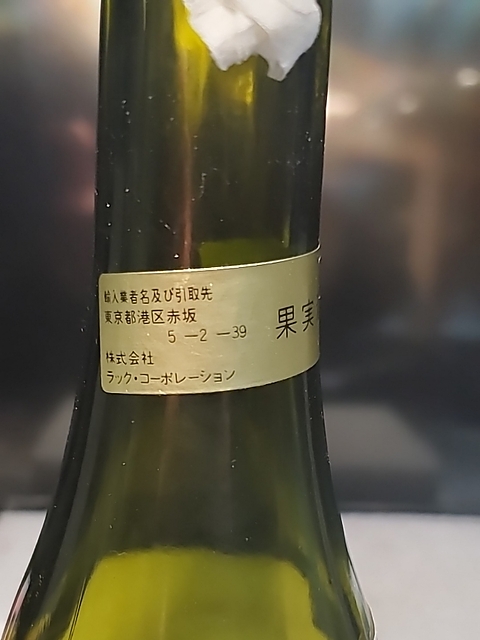 輸入業者名及び引取先
東京都港区赤坂
5-2-39
株式会社
ラック・コーポレーション
果実